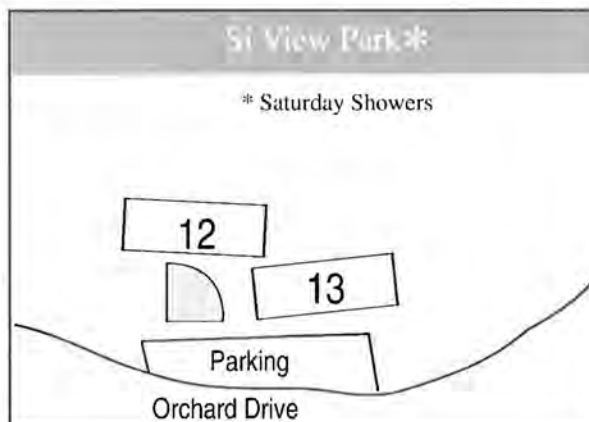 Si View Park*
* Saturday Showers
12
13
Parking
Orchard Drive